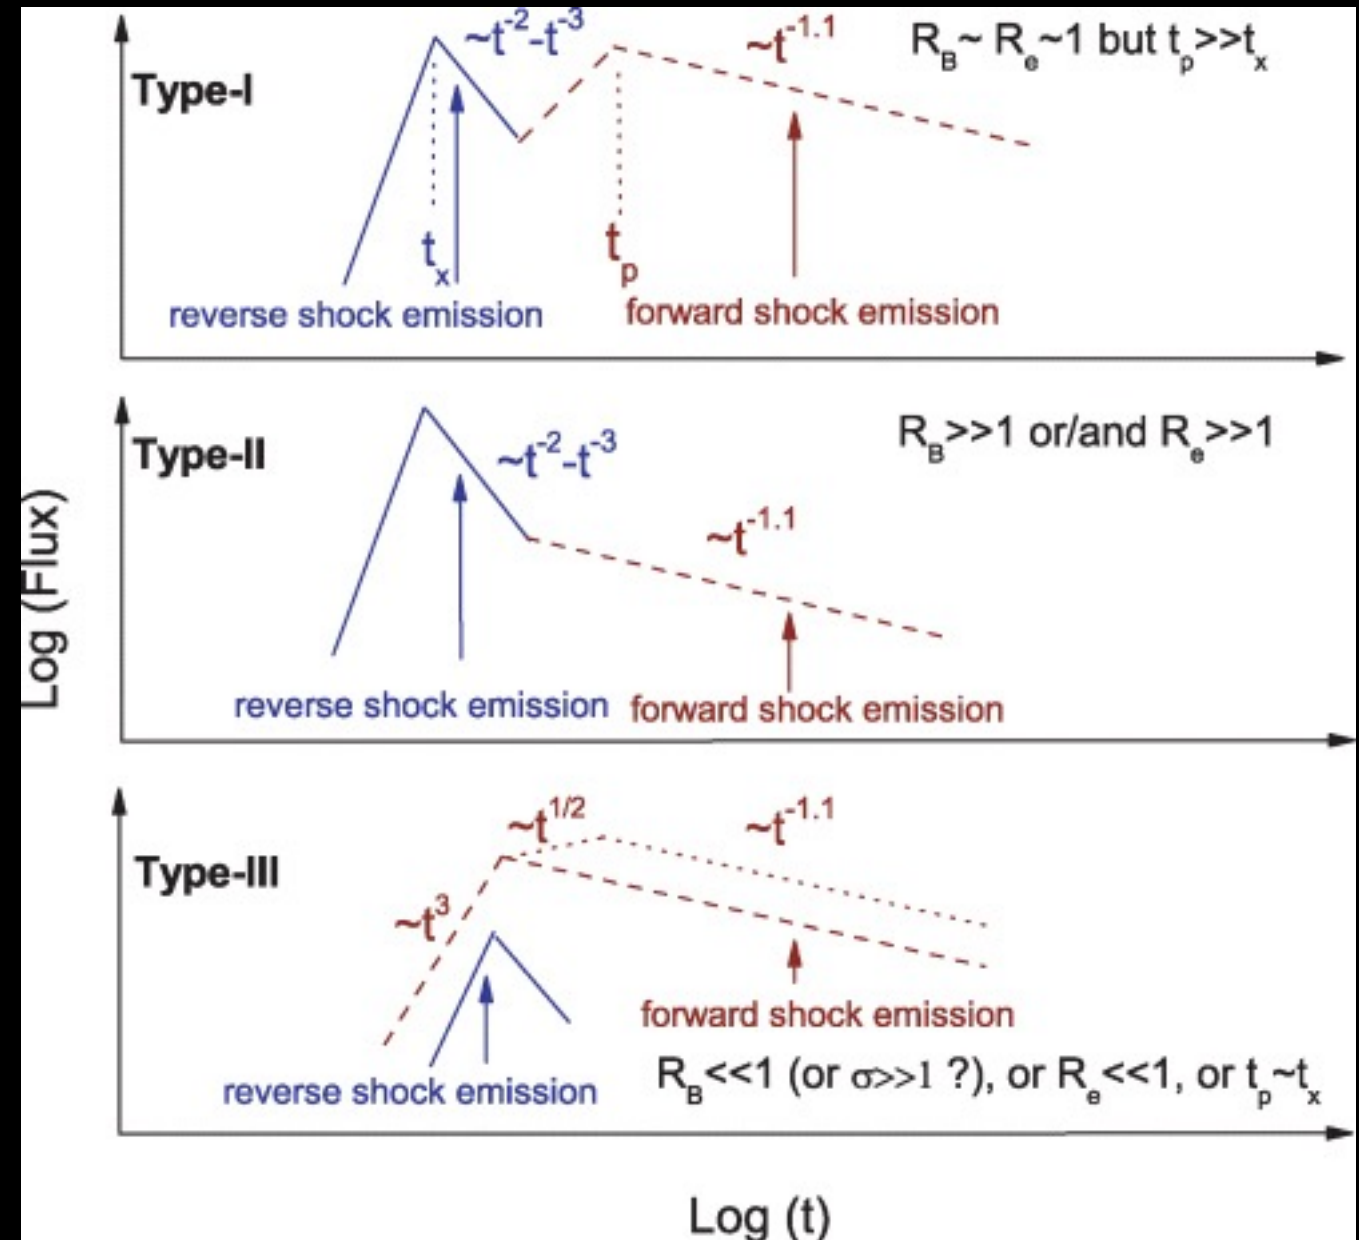 Type-I
~t^-2-t^-3
~t^-1.1
R_B~ R_e~1 but t_p>>t_x
t_x
t_p
reverse shock emission
forward shock emission
Type-II
~t^-2-t^-3
R_B>>1 or/and R_e>>1
~t^-1.1
reverse shock emission
forward shock emission
Log (Flux)
Type-III
~t^1/2
~t^-1.1
~t^3
forward shock emission
reverse shock emission
R_B<<1 (or σ>>1 ?), or R_e<<1, or t_p~t_x
Log (t)